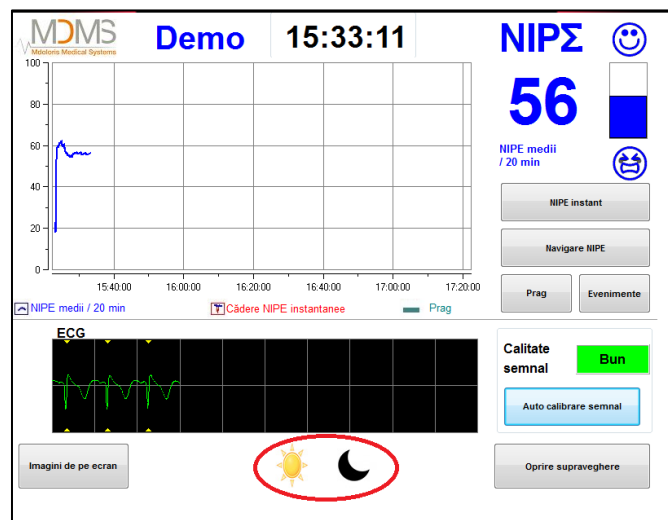 MDMS
Mdoloris Medical Systems
Demo
15:33:11
NIPΣ
100
80
60
40
20
0
15:40:00 16:00:00 16:20:00 16:40:00 17:00:00 17:20:00
56
NIPE medii
/ 20 min
NIPE instant
Navigare NIPE
Prag
Evenimente
NIPE medii / 20 min
Cădere NIPE instantanee
Prag
ECG
Calitate
semnal
Bun
Auto calibrare semnal
Imagini de pe ecran
Oprire supraveghere